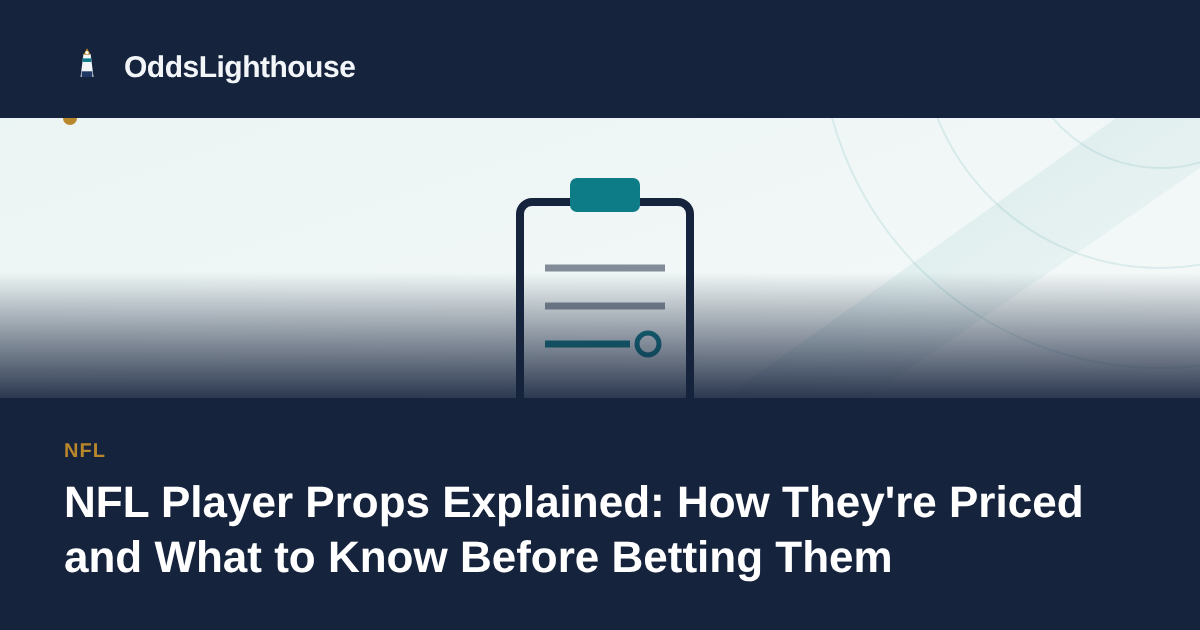 OddsLighthouse
NFL
NFL Player Props Explained: How They're Priced
and What to Know Before Betting Them